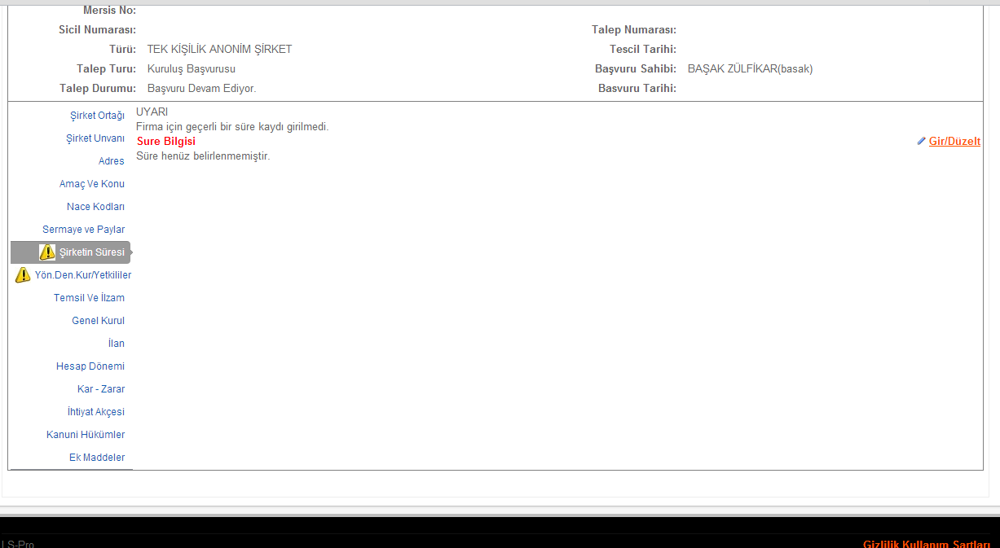 Mersis No:
Sicil Numarası:
Talep Numarası:
Türü: TEK KİŞİLİK ANONİM ŞİRKET
Tescil Tarihi:
Talep Turu: Kuruluş Başvurusu
Başvuru Sahibi: BAŞAK ZÜLFİKAR(basak)
Talep Durumu: Başvuru Devam Ediyor.
Basvuru Tarihi:
Şirket Ortağı
Şirket Unvanı
Adres
Amaç Ve Konu
Nace Kodları
Sermaye ve Paylar
Şirketin Süresi
Yön.Den.Kur/Yetkililer
Temsil Ve İlzam
Genel Kurul
İlan
Hesap Dönemi
Kar - Zarar
İhtiyat Akçesi
Kanuni Hükümler
Ek Maddeler
UYARI
Firma için geçerli bir süre kaydı girilmedi.
Sure Bilgisi
Gir/Düzelt
Süre henüz belirlenmemiştir.
LS-Pro
Gizlilik Kullanım Şartları